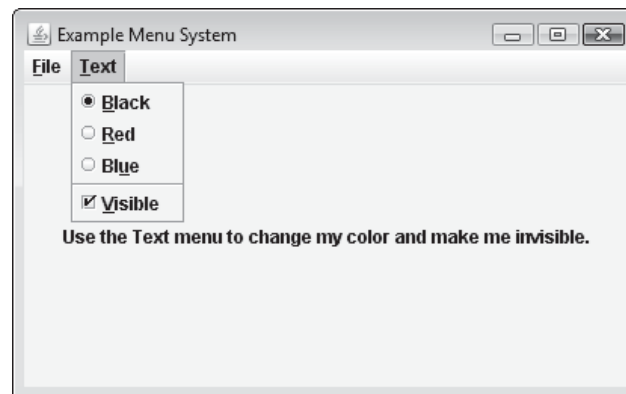 Example Menu System
File Text
Black
Red
Blue
Visible
Use the Text menu to change my color and make me invisible.